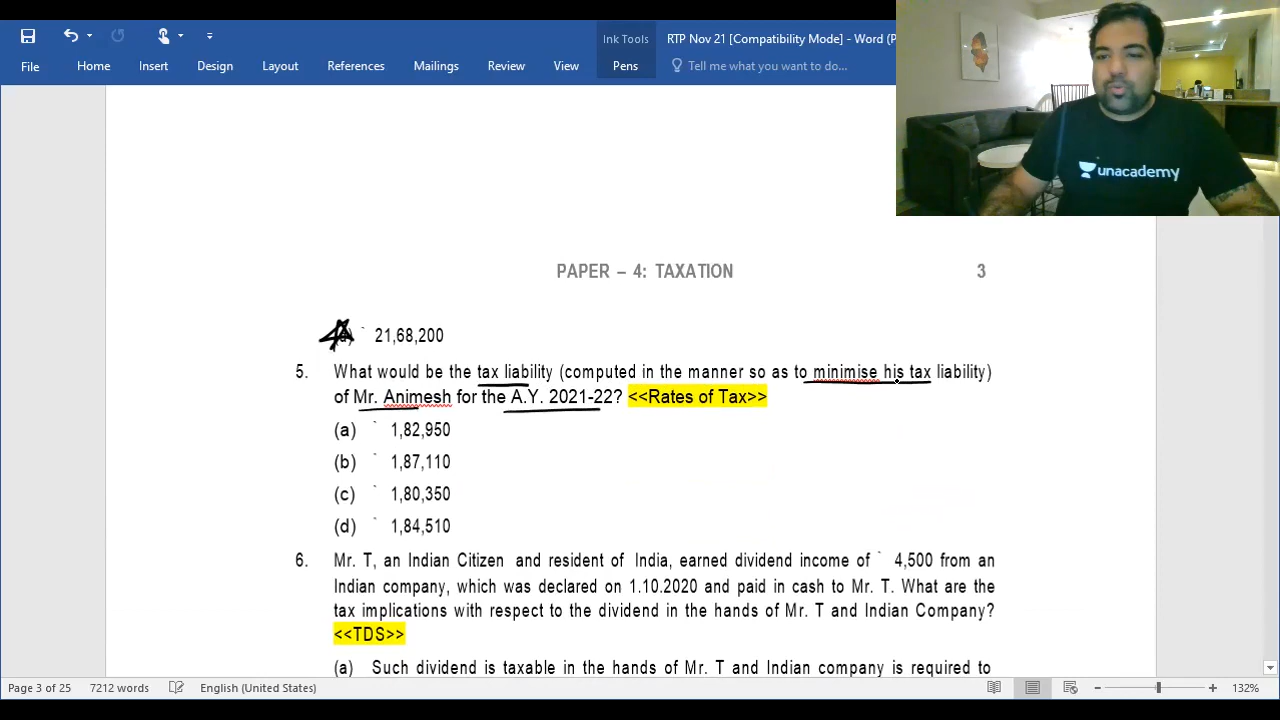 Ink Tools
RTP Nov 21 [Compatibility Mode] - Word (P
File
Home
Insert
Design
Layout
References
Mailings
Review
View
Pens
Tell me what you want to do...
unacademy
PAPER – 4: TAXATION 3
` 21,68,200
5. What would be the tax liability (computed in the manner so as to minimise his tax liability)
of Mr. Animesh for the A.Y. 2021-22? <<Rates of Tax>>
(a) ` 1,82,950
(b) ` 1,87,110
(c) ` 1,80,350
(d) ` 1,84,510
6. Mr. T, an Indian Citizen and resident of India, earned dividend income of ` 4,500 from an
Indian company, which was declared on 1.10.2020 and paid in cash to Mr. T. What are the
tax implications with respect to the dividend in the hands of Mr. T and Indian Company?
<<TDS>>
(a) Such dividend is taxable in the hands of Mr. T and Indian company is required to
Page 3 of 25 7212 words English (United States) 132%